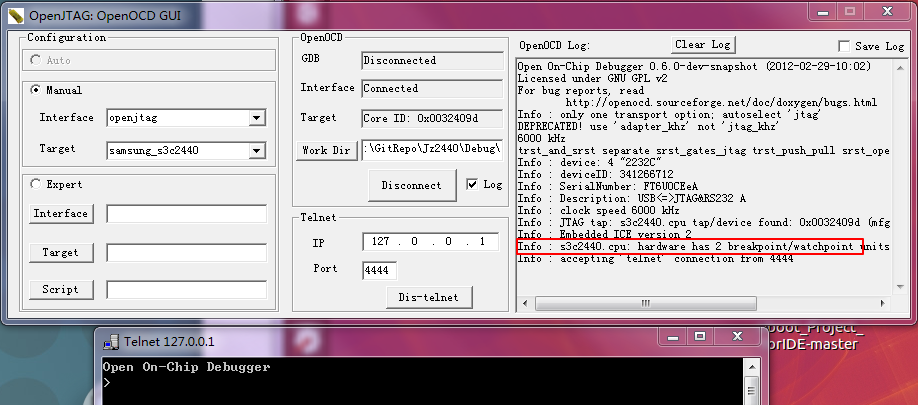 OpenJTAG: OpenOCD GUI
Configuration
Auto
Manual
Interface openjtag
Target samsung_s3c2440
Expert
Interface
Target
Script
OpenOCD
GDB Disconnected
Interface Connected
Target Core ID: 0x0032409d
Work Dir :\GitRepo\Jz2440\Debug\
Disconnect Log
Telnet
IP 127 . 0 . 0 . 1
Port 4444
Dis-telnet
OpenOCD Log: Clear Log Save Log
Open On-Chip Debugger 0.6.0-dev-snapshot (2012-02-29-10:02)
Licensed under GNU GPL v2
For bug reports, read
http://openocd.sourceforge.net/doc/doxygen/bugs.html
Info : only one transport option; autoselect 'jtag'
DEPRECATED! use 'adapter_khz' not 'jtag_khz'
6000 kHz
trst_and_srst separate srst_gates_jtag trst_push_pull srst_ope
Info : device: 4 "2232C"
Info : deviceID: 341266712
Info : SerialNumber: FT6U0CEeA
Info : Description: USB<=>JTAG&RS232 A
Info : clock speed 6000 kHz
Info : JTAG tap: s3c2440.cpu tap/device found: 0x0032409d (mfg
Info : Embedded ICE version 2
Info : s3c2440.cpu: hardware has 2 breakpoint/watchpoint units
Info : accepting 'telnet' connection from 4444
boot_Project_
orIDE-master
Telnet 127.0.0.1
Open On-Chip Debugger
>